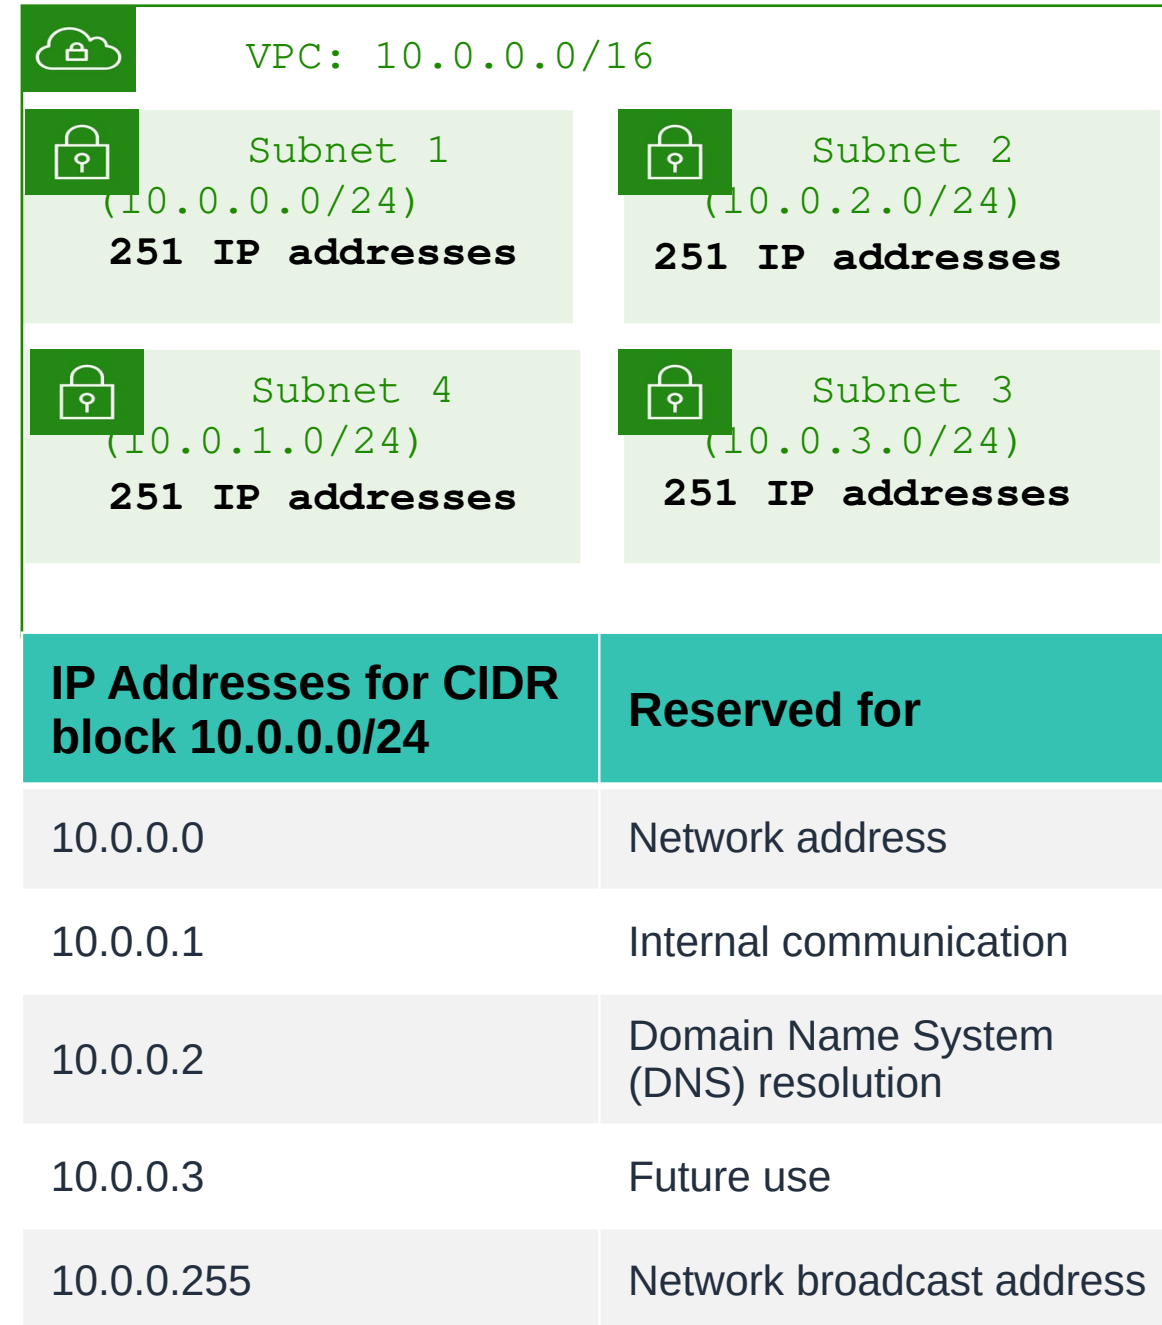 VPC: 10.0.0.0/16
Subnet 1
(10.0.0.0/24)
251 IP addresses
Subnet 2
(10.0.2.0/24)
251 IP addresses
Subnet 4
(10.0.1.0/24)
251 IP addresses
Subnet 3
(10.0.3.0/24)
251 IP addresses
IP Addresses for CIDR
block 10.0.0.0/24
Reserved for
10.0.0.0
Network address
10.0.0.1
Internal communication
10.0.0.2
Domain Name System
(DNS) resolution
10.0.0.3
Future use
10.0.0.255
Network broadcast address